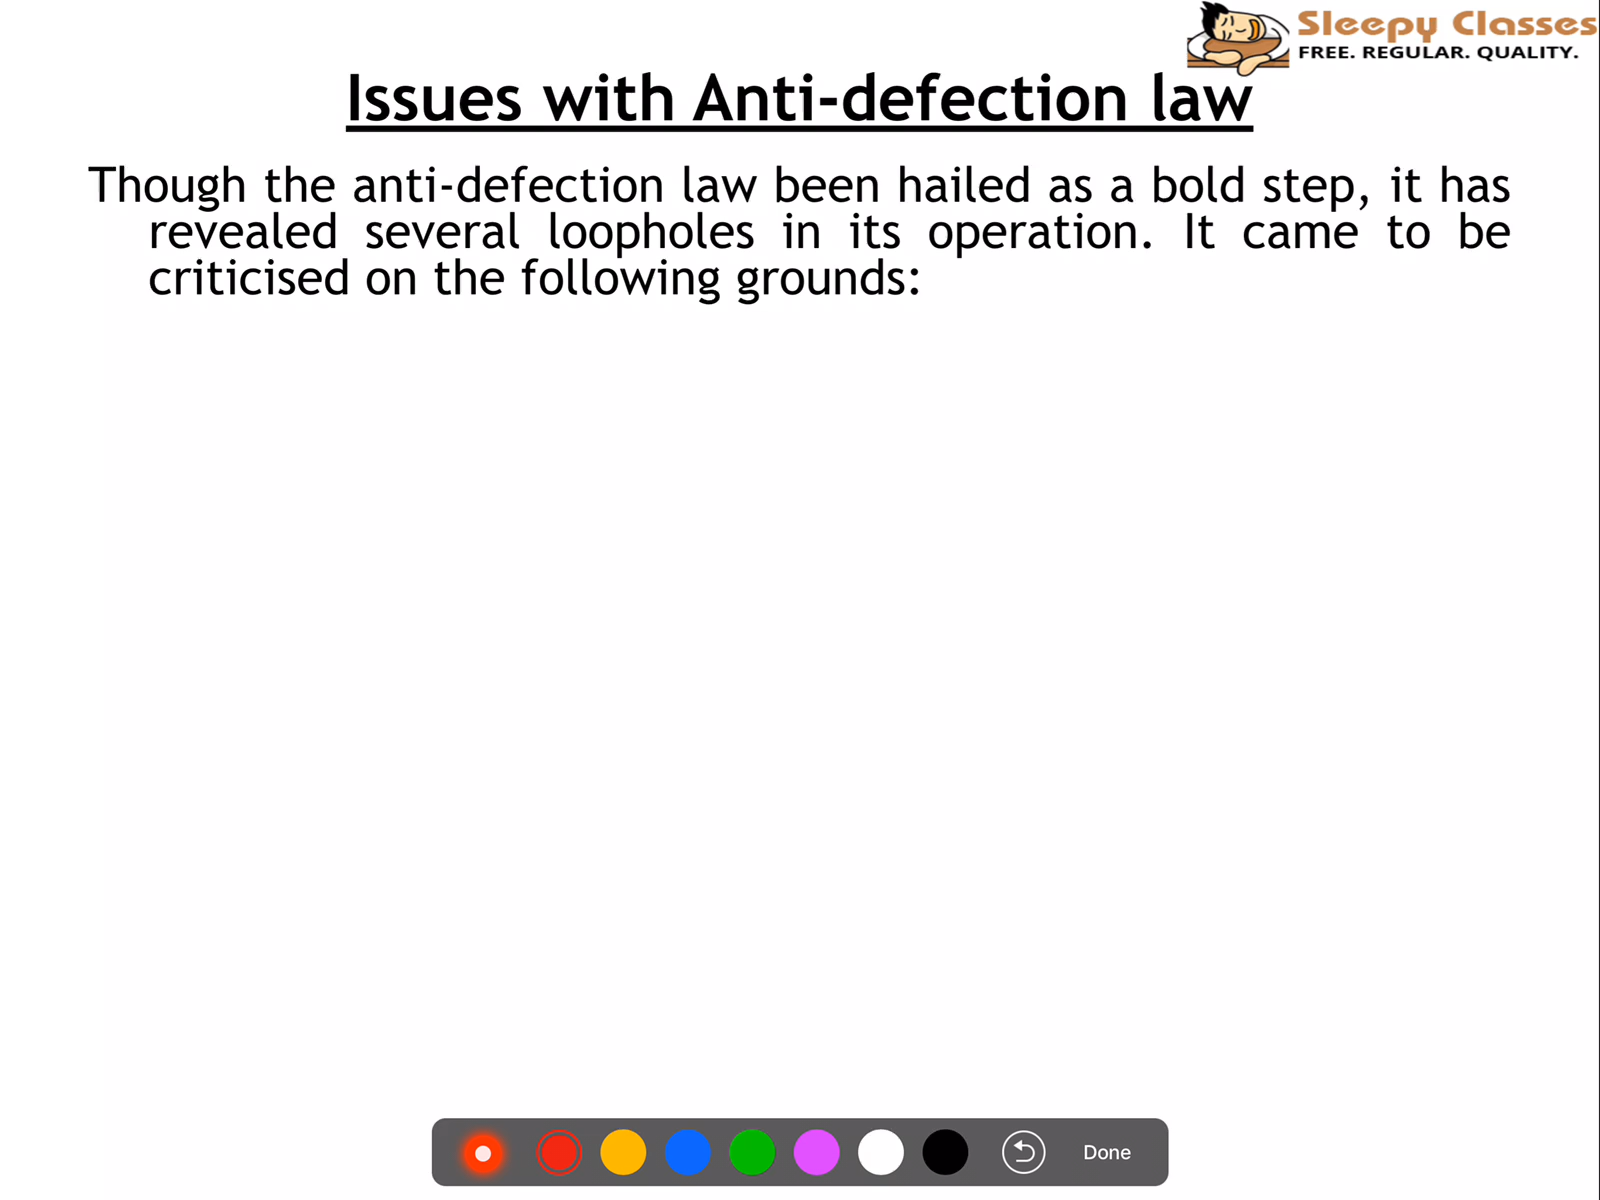 Sleepy Classes
FREE. REGULAR. QUALITY.
Issues with Anti-defection law
Though the anti-defection law been hailed as a bold step, it has
revealed several loopholes in its operation. It came to be
criticised on the following grounds:
Done